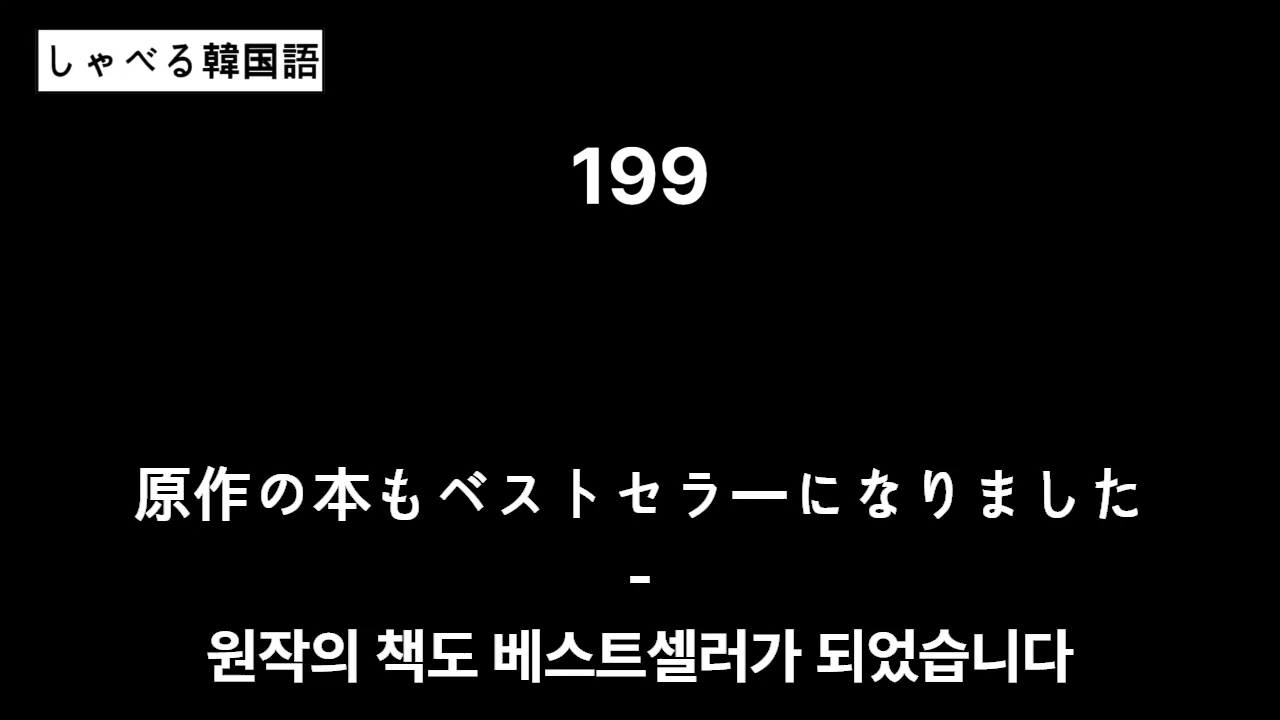 しゃべる韓国語
199
原作の本もベストセラーになりました
-
원작의 책도 베스트셀러가 되었습니다